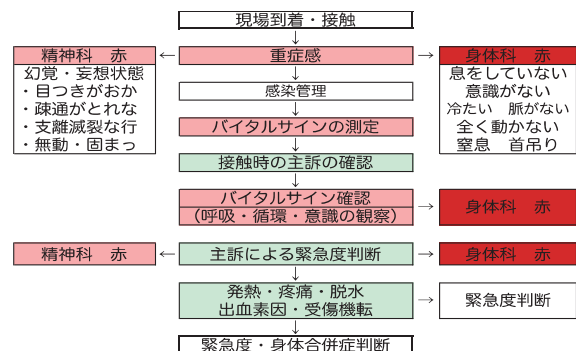 現場到着・接触
精神科　赤
幻覚・妄想状態
・目つきがおか
・疎通がとれな
・支離滅裂な行
・無動・固まっ
重症感
身体科　赤
息をしていない
意識がない
冷たい　脈がない
全く動かない
窒息　首吊り
感染管理
バイタルサインの測定
接触時の主訴の確認
バイタルサイン確認
(呼吸・循環・意識の観察)
身体科　赤
精神科　赤
主訴による緊急度判断
身体科　赤
発熱・疼痛・脱水
出血素因・受傷機転
緊急度判断
緊急度・身体合併症判断